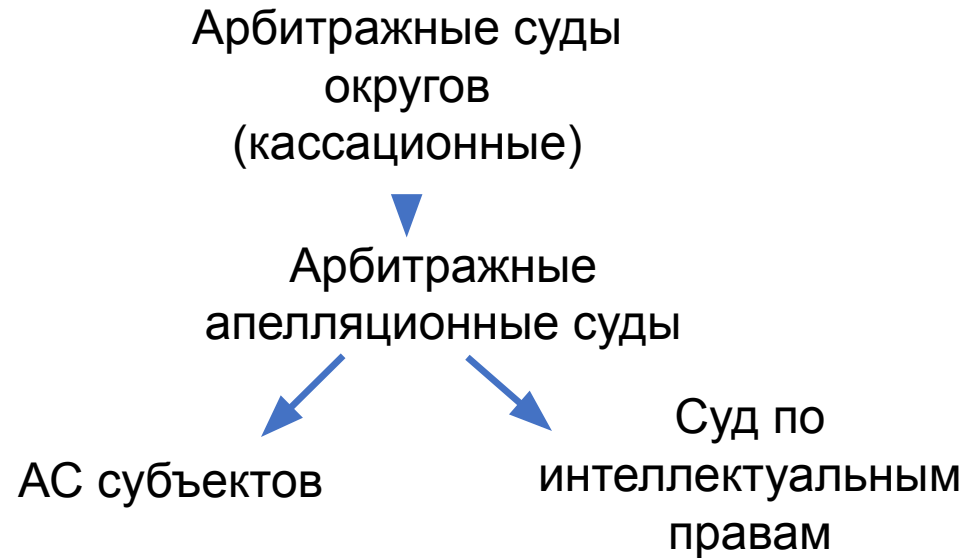 Арбитражные суды
округов
(кассационные)
Арбитражные
апелляционные суды
АС субъектов
Суд по
интеллектуальным
правам